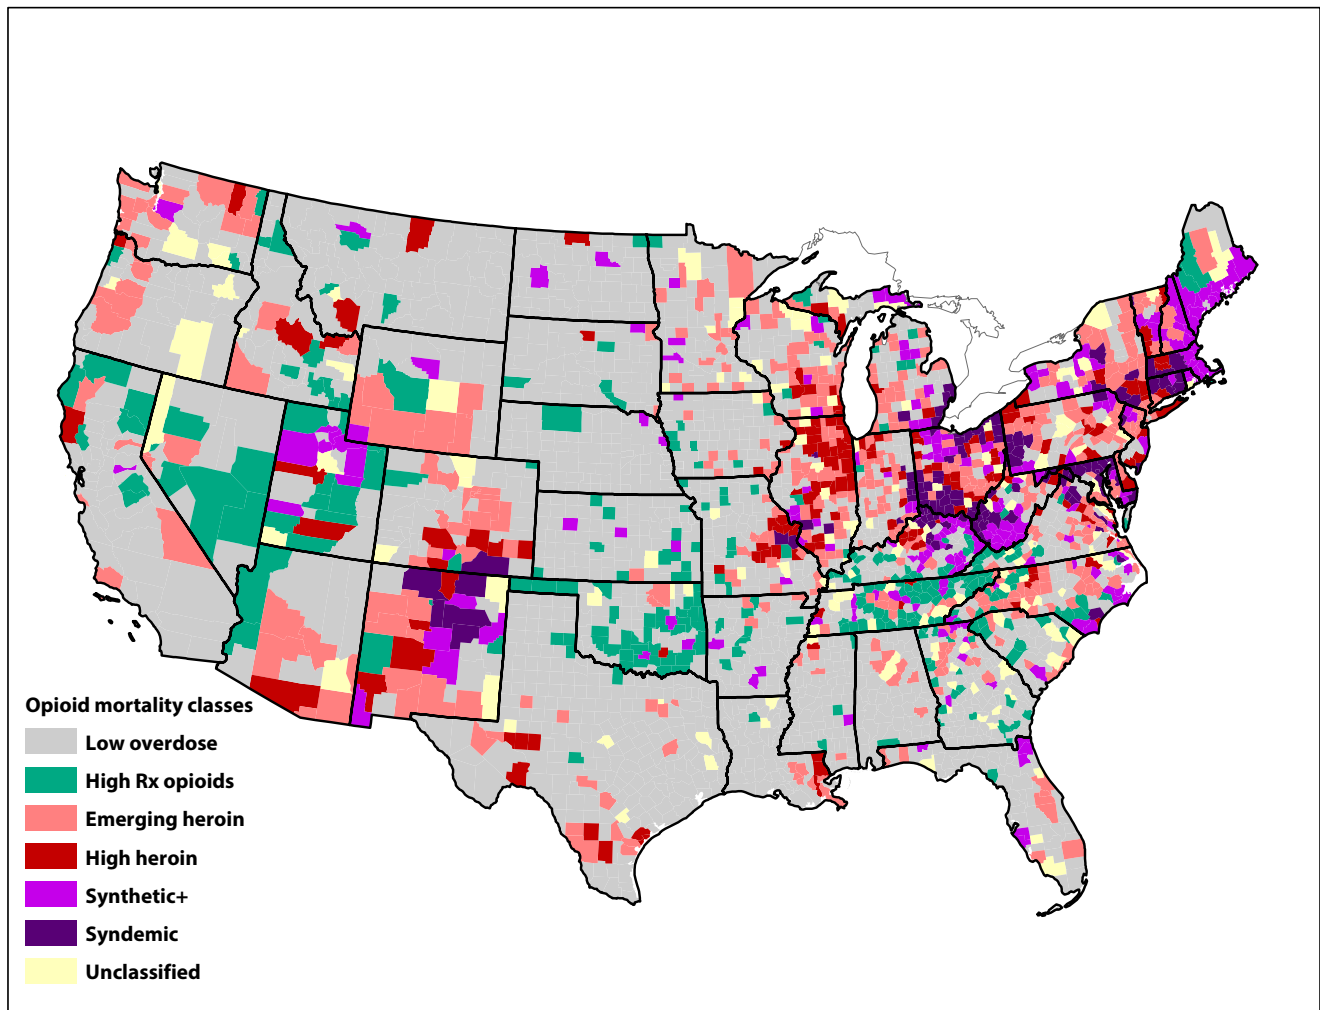 Opioid mortality classes
Low overdose
High Rx opioids
Emerging heroin
High heroin
Synthetic+
Syndemic
Unclassified